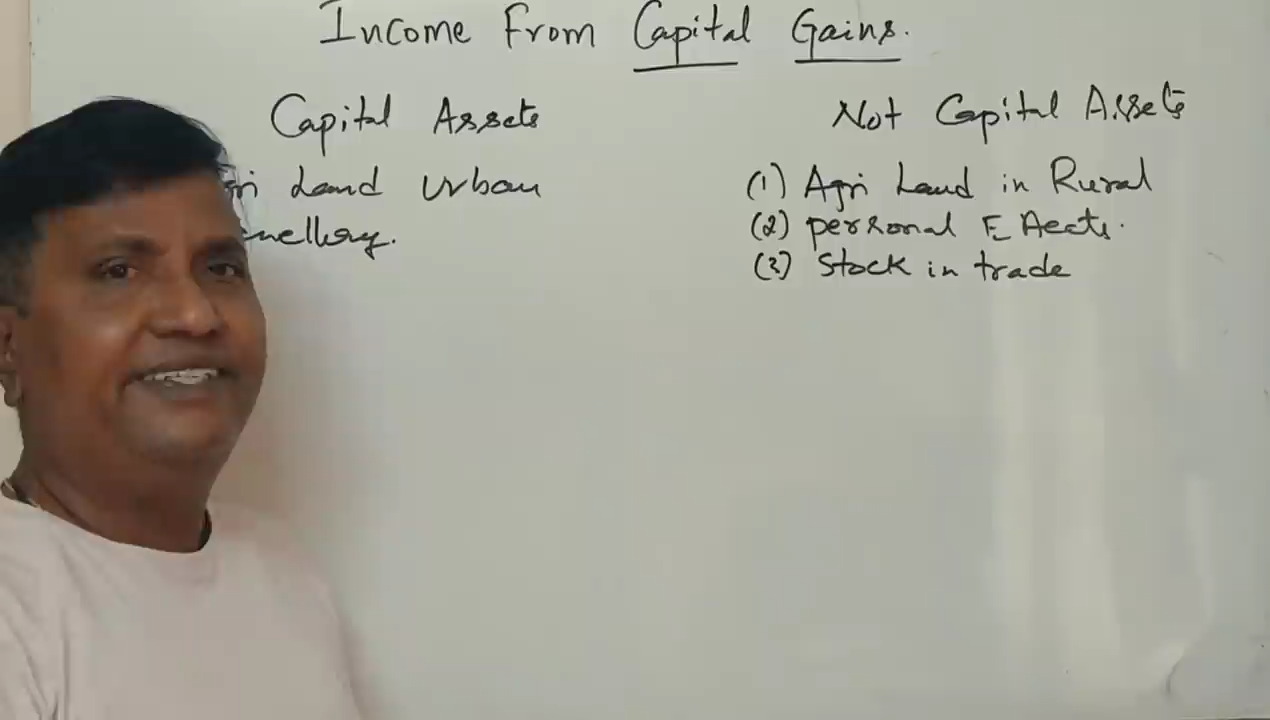 Income From Capital Gains.
Capital Assets
Land Urban
Not Capital Assets
(1) Agri Land in Rural
(2) personal Effects.
(3) Stock in trade